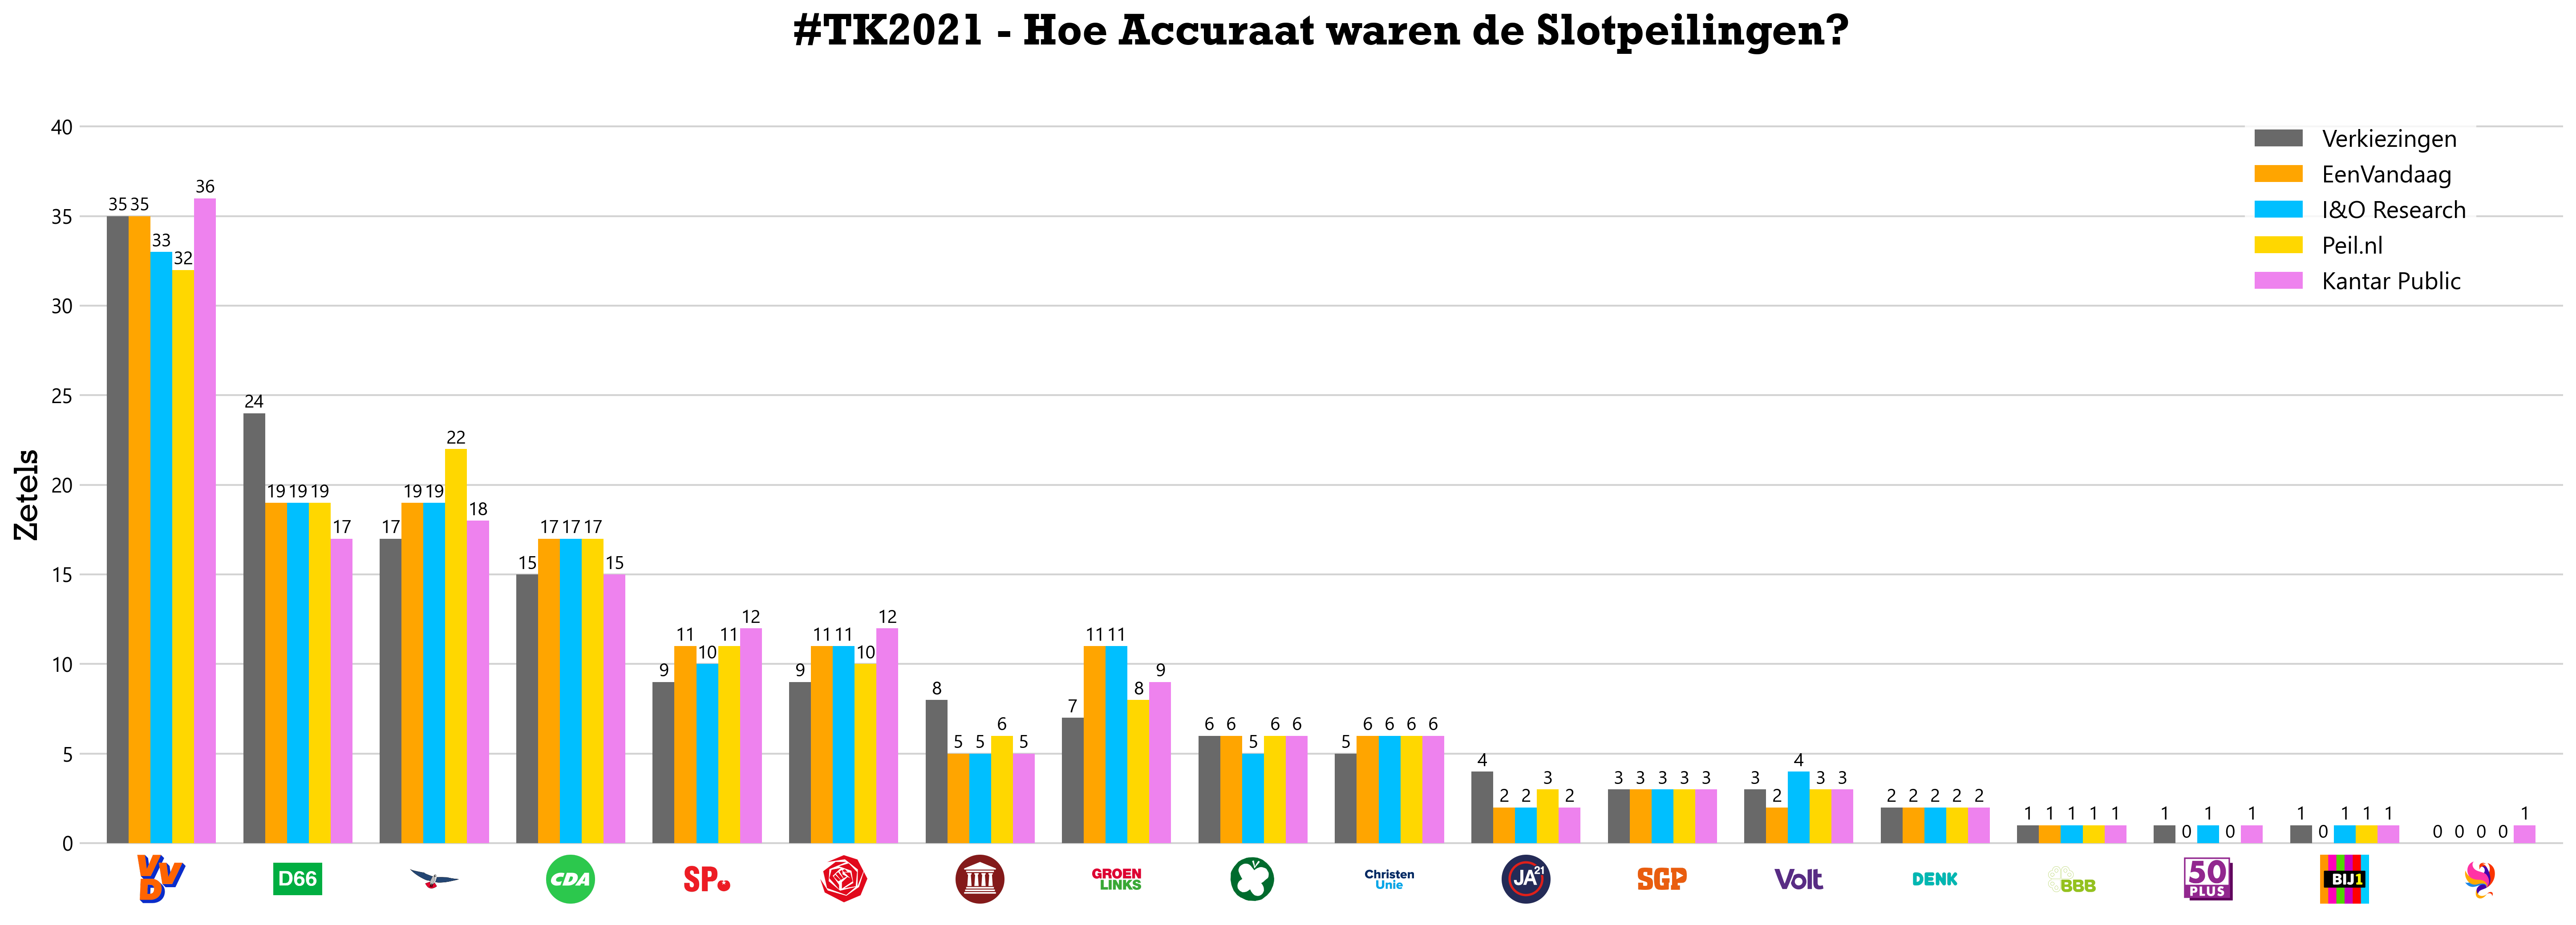 #TK2021 - Hoe Accuraat waren de Slotpeilingen?
Zetels
40
35
30
25
20
15
10
5
0
Verkiezingen
EenVandaag
I&O Research
Peil.nl
Kantar Public
35 35 33 32 36
24 19 19 19 17
17 19 19 22 18
15 17 17 17 15
9 11 10 11 12
9 11 11 10 12
8 5 5 6 5
7 11 11 8 9
6 6 5 6 6
5 6 6 6 6
4 2 2 3 2
3 3 3 3 3
3 2 4 3 3
2 2 2 2 2
1 1 1 1 1
1 0 1 0 1
1 0 1 1 1
0 0 0 0 1
VVD
D66
CDA
SP
GROEN
LINKS
Christen
Unie
JA21
SGP
Volt
DENK
BBB
50
PLUS
BIJ1